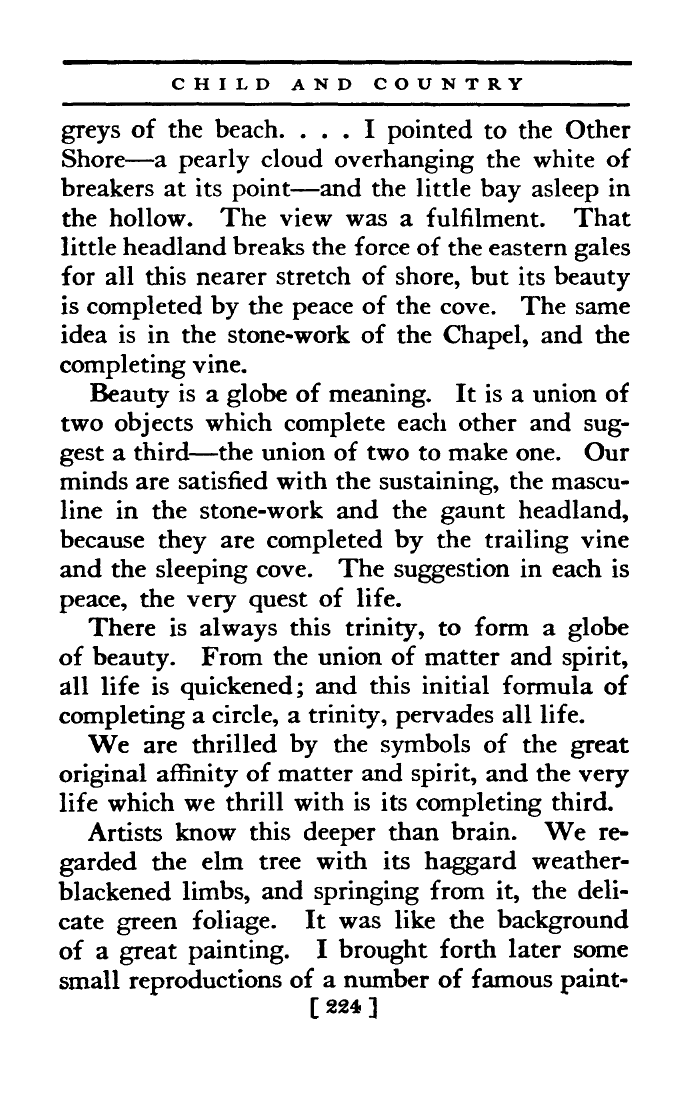 CHILD AND COUNTRY
greys of the beach. . . . I pointed to the Other
Shore—a pearly cloud overhanging the white of
breakers at its point—and the little bay asleep in
the hollow. The view was a fulfilment. That
little headland breaks the force of the eastern gales
for all this nearer stretch of shore, but its beauty
is completed by the peace of the cove. The same
idea is in the stone-work of the Chapel, and the
completing vine.
Beauty is a globe of meaning. It is a union of
two objects which complete each other and sug-
gest a third—the union of two to make one. Our
minds are satisfied with the sustaining, the mascu-
line in the stone-work and the gaunt headland,
because they are completed by the trailing vine
and the sleeping cove. The suggestion in each is
peace, the very quest of life.
There is always this trinity, to form a globe
of beauty. From the union of matter and spirit,
all life is quickened; and this initial formula of
completing a circle, a trinity, pervades all life.
We are thrilled by the symbols of the great
original affinity of matter and spirit, and the very
life which we thrill with is its completing third.
Artists know this deeper than brain. We re-
garded the elm tree with its haggard weather-
blackened limbs, and springing from it, the deli-
cate green foliage. It was like the background
of a great painting. I brought forth later some
small reproductions of a number of famous paint-
[ 224 ]